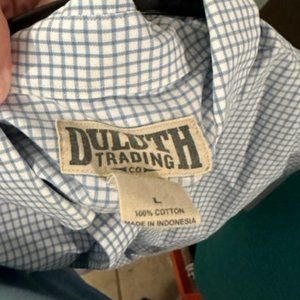 DULUTH
TRADING
CO
L
100% COTTON
MADE IN INDONESIA